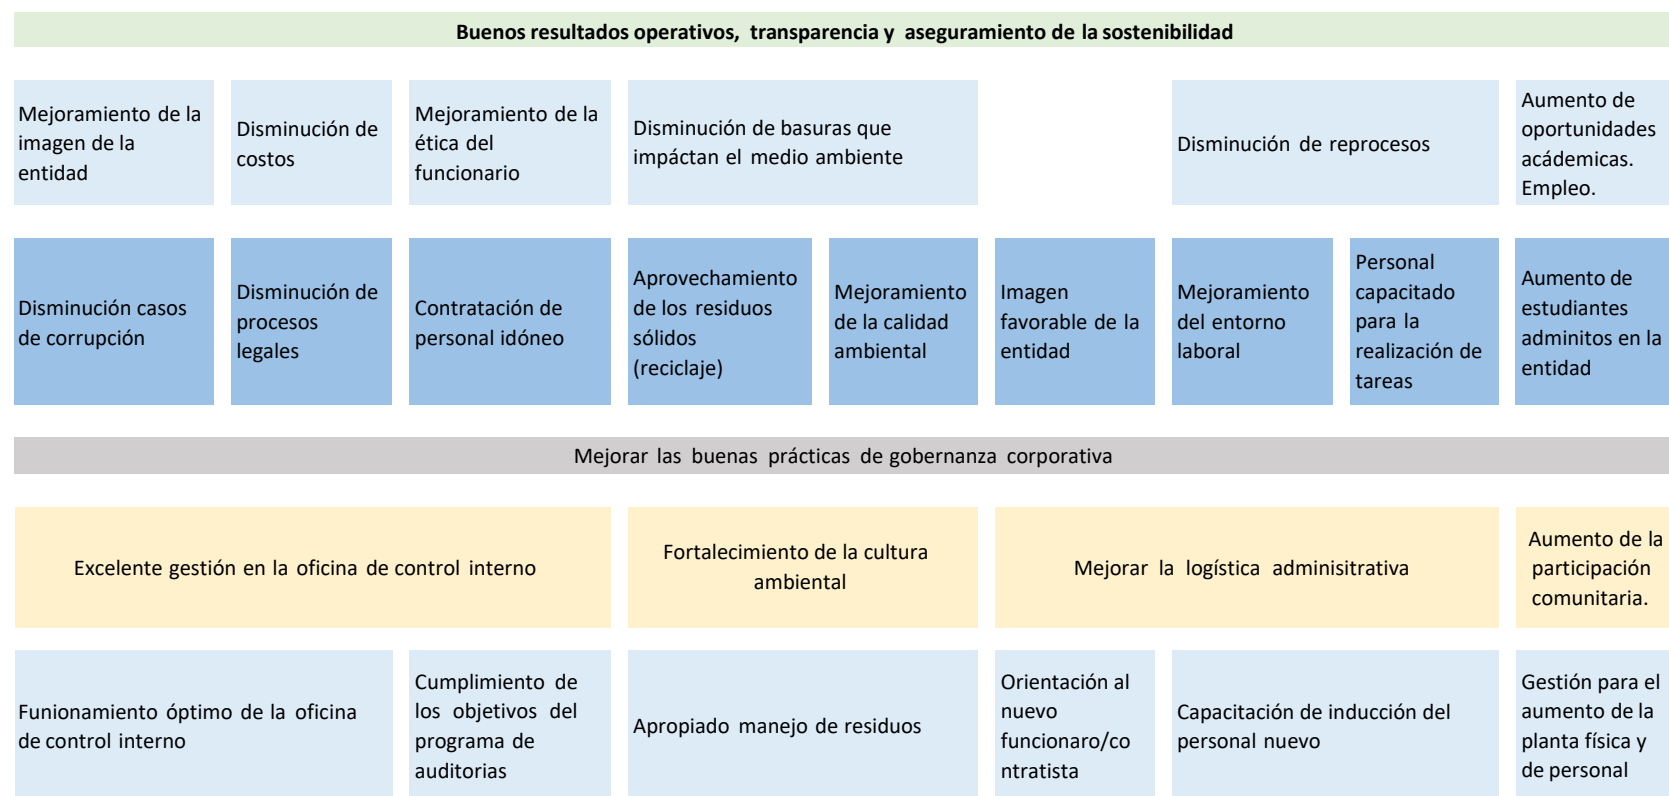 Buenos resultados operativos, transparencia y aseguramiento de la sostenibilidad
Mejoramiento de la
imagen de la
entidad
Disminución de
costos
Mejoramiento de la
ética del
funcionario
Disminución de basuras que
impáctan el medio ambiente
Disminución de reprocesos
Aumento de
oportunidades
acádemicas.
Empleo.
Disminución casos
de corrupción
Disminución de
procesos
legales
Contratación de
personal idóneo
Aprovechamiento
de los residuos
sólidos
(reciclaje)
Mejoramiento
de la calidad
ambiental
Imagen
favorable de la
entidad
Mejoramiento
del entorno
laboral
Personal
capacitado
para la
realización de
tareas
Aumento de
estudiantes
adminitos en la
entidad
Mejorar las buenas prácticas de gobernanza corporativa
Excelente gestión en la oficina de control interno
Fortalecimiento de la cultura
ambiental
Mejorar la logística adminisitrativa
Aumento de la
participación
comunitaria.
Funionamiento óptimo de la oficina
de control interno
Cumplimiento de
los objetivos del
programa de
auditorias
Apropiado manejo de residuos
Orientación al
nuevo
funcionaro/co
ntratista
Capacitación de inducción del
personal nuevo
Gestión para el
aumento de la
planta física y
de personal